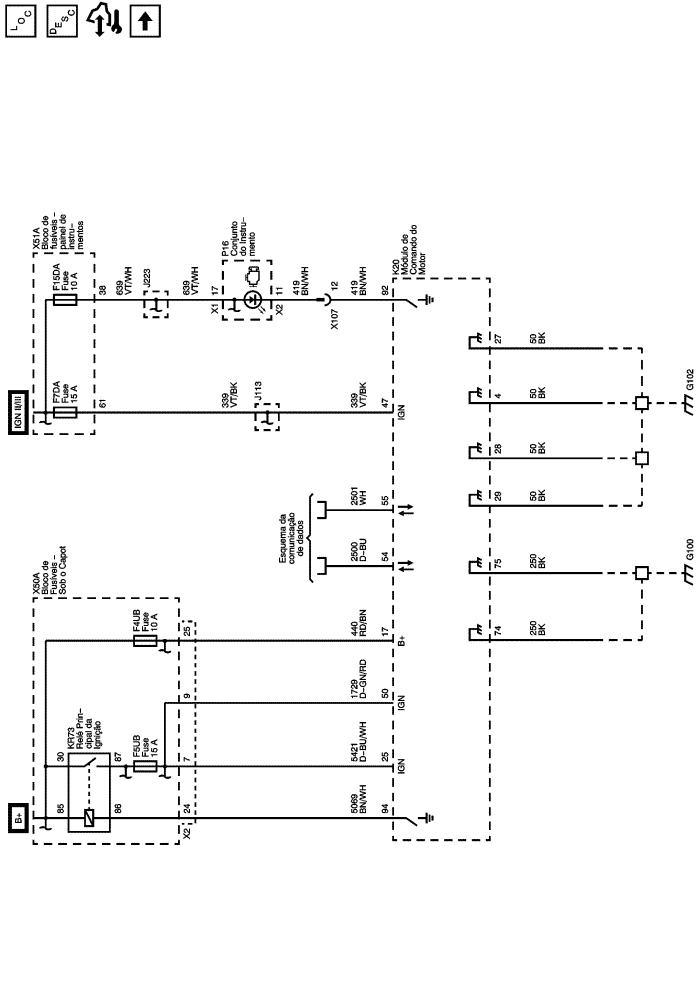 LOC
DESC
B+
X50A
Bloco de
Fusíveis –
Sob o Capot
KR73
Relé Prin-
cipal da
Ignição
85
86
30
87
F5UB
Fuse
15 A
F4UB
Fuse
10 A
X2
24
7
9
25
5069
BN/WH
5421
D–BU/WH
1729
D–GN/RD
440
RD/BN
94
25
50
17
IGN
IGN
B+
Esquema da
comunicação
de dados
2500
D–BU
2501
WH
54
55
IGN II/III
X51A
Bloco de
fusíveis –
painel de
instru-
mentos
F7DA
Fuse
15 A
F15DA
Fuse
10 A
61
38
339
VT/BK
J113
339
VT/BK
47
IGN
639
VT/WH
J223
639
VT/WH
P16
Conjunto
do Instru-
mento
X1
17
X2
11
419
BN/WH
X107
12
419
BN/WH
92
K20
Módulo de
Comando do
Motor
74
250
BK
75
250
BK
G100
29
50
BK
28
50
BK
4
50
BK
27
50
BK
G102